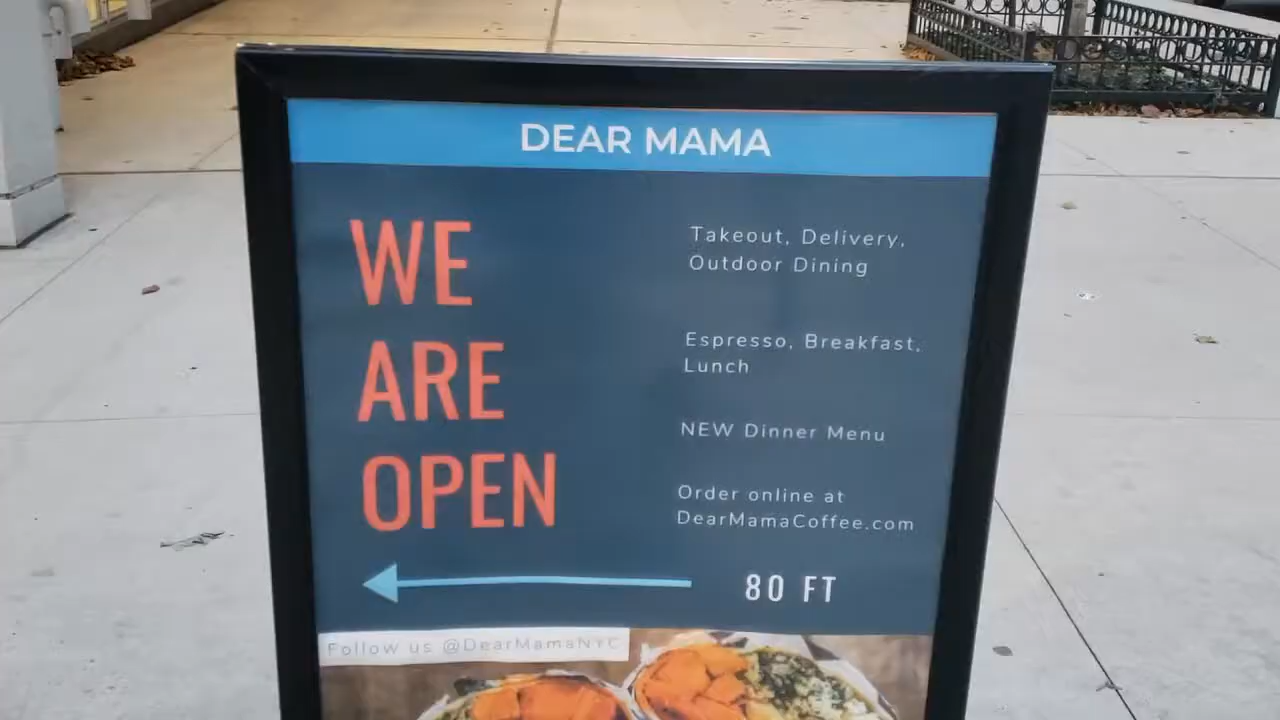 DEAR MAMA
WE
ARE
OPEN
Takeout, Delivery,
Outdoor Dining
Espresso, Breakfast,
Lunch
NEW Dinner Menu
Order online at
DearMamaCoffee.com
80 FT
Follow us @DearMamaNYC